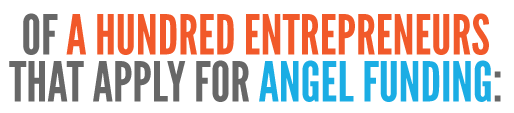 OF A HUNDRED ENTREPRENEURS
THAT APPLY FOR ANGEL FUNDING: